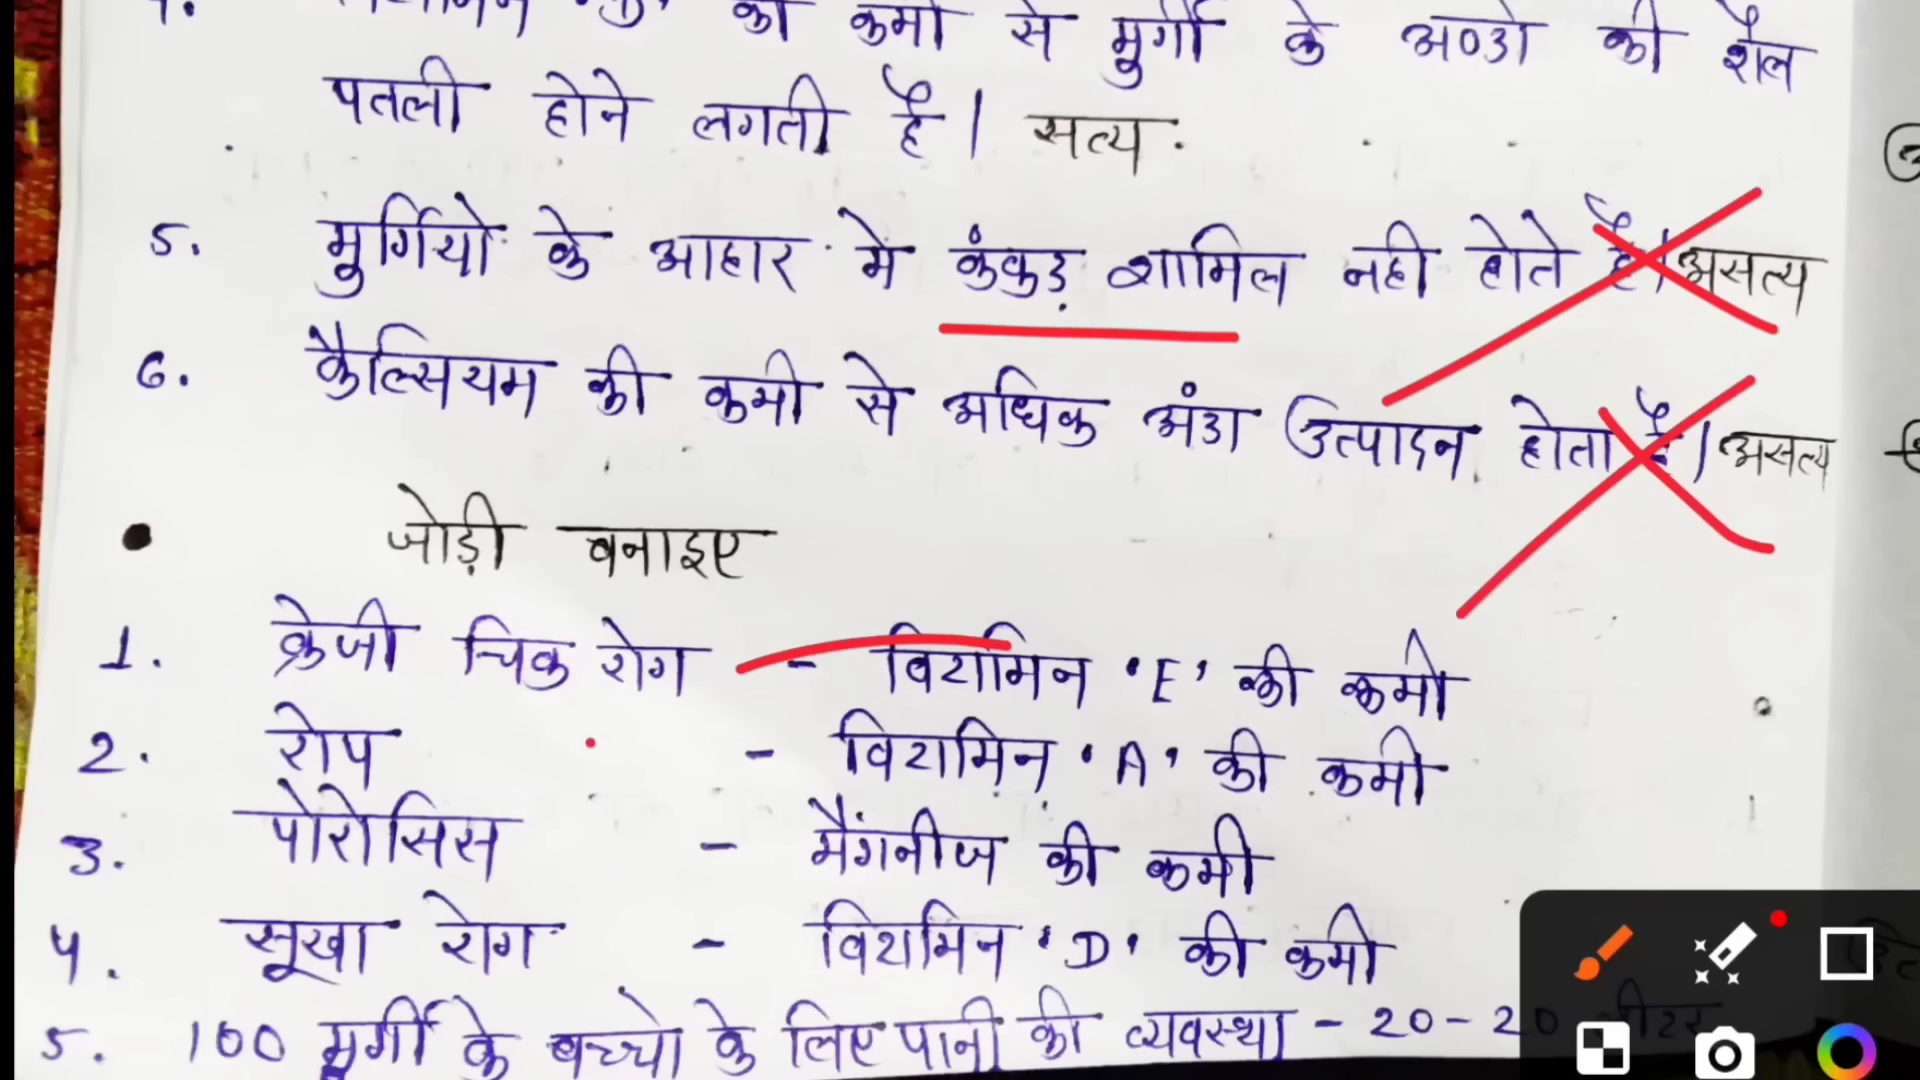 'D' की कमी से मुर्गी के अण्डो की शैल
पतली होने लगती है। सत्य.
5. मुर्गियो के आहार में कंकड़ शामिल नही होते है। असत्य
6. कैल्सियम की कमी से अधिक अंडा उत्पादन होता है। असत्य
• जोड़ी बनाइए
1. क्रेजी चिक रोग - विटामिन 'E' की कमी
2. रोप - विटामिन 'A' की कमी
3. पोरोसिस - मैंगनीज की कमी
4. सूखा रोग - विटामिन 'D' की कमी
5. 100 मुर्गी के बच्चो के लिए पानी की व्यवस्था - 20-20